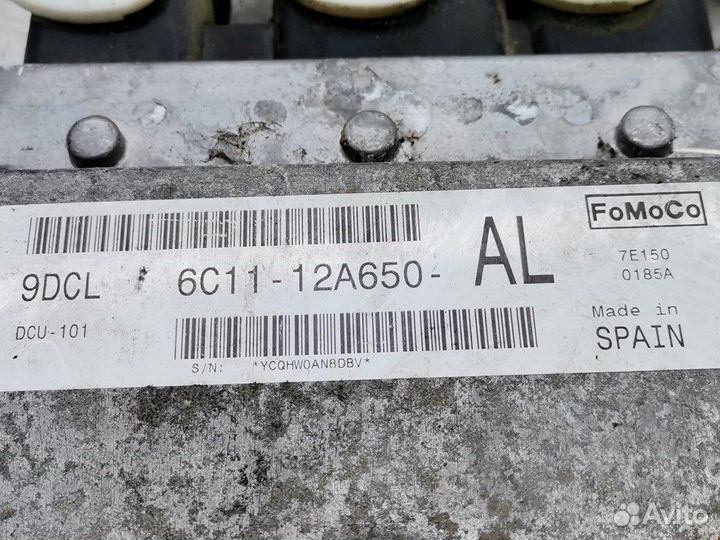 FoMoCo
9DCL 6C11-12A650- AL
7E150
0185A
DCU-101
Made in
SPAIN
S/N: *YCQHW0AN8DBV*
Avito